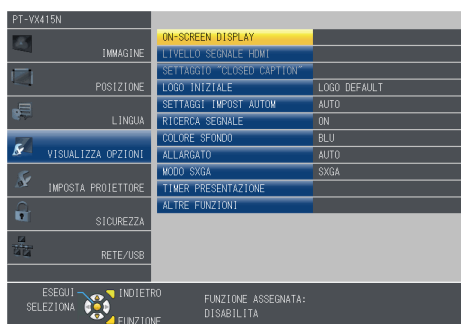 PT-VX415N
IMMAGINE
POSIZIONE
LINGUA
VISUALIZZA OPZIONI
IMPOSTA PROIETTORE
SICUREZZA
RETE/USB
ON-SCREEN DISPLAY
LIVELLO SEGNALE HDMI
SETTAGGIO "CLOSED CAPTION"
LOGO INIZIALE LOGO DEFAULT
SETTAGGI IMPOST AUTOM AUTO
RICERCA SEGNALE ON
COLORE SFONDO BLU
ALLARGATO AUTO
MODO SXGA SXGA
TIMER PRESENTAZIONE
ALTRE FUNZIONI
ESEGUI INDIETRO
SELEZIONA
FUNZIONE
FUNZIONE ASSEGNATA:
DISABILITA